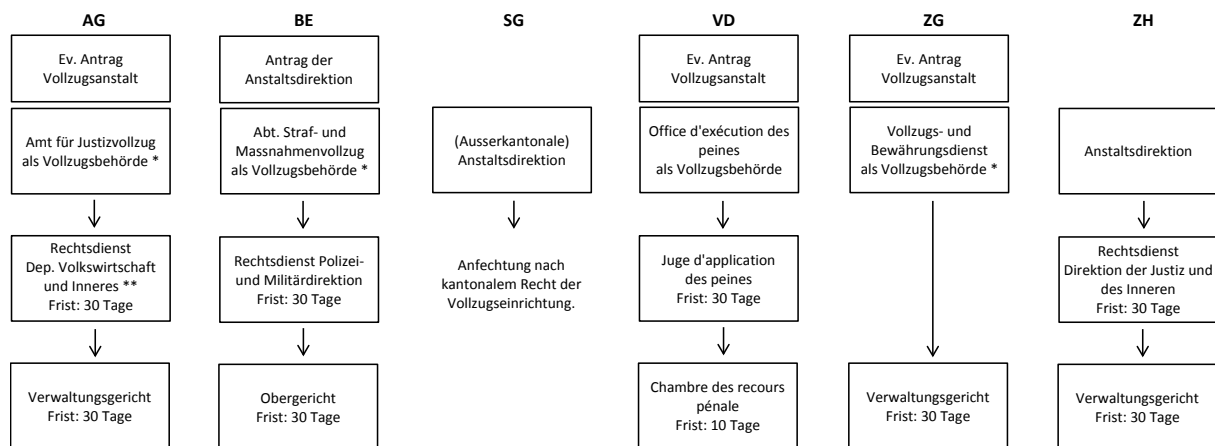 AG
Ev. Antrag
Vollzugsanstalt
Amt für Justizvollzug
als Vollzugsbehörde *
Rechtsdienst
Dep. Volkswirtschaft
und Inneres **
Frist: 30 Tage
Verwaltungsgericht
Frist: 30 Tage
BE
Antrag der
Anstaltsdirektion
Abt. Straf- und
Massnahmenvollzug
als Vollzugsbehörde *
Rechtsdienst Polizei-
und Militärdirektion
Frist: 30 Tage
Obergericht
Frist: 30 Tage
SG
(Ausserkantonale)
Anstaltsdirektion
Anfechtung nach
kantonalem Recht der
Vollzugseinrichtung.
VD
Ev. Antrag
Vollzugsanstalt
Office d'exécution des
peines
als Vollzugsbehörde
Juge d'application
des peines
Frist: 30 Tage
Chambre des recours
pénale
Frist: 10 Tage
ZG
Ev. Antrag
Vollzugsanstalt
Vollzugs- und
Bewährungsdienst
als Vollzugsbehörde *
Verwaltungsgericht
Frist: 30 Tage
ZH
Anstaltsdirektion
Rechtsdienst
Direktion der Justiz und
des Inneren
Frist: 30 Tage
Verwaltungsgericht
Frist: 30 Tage